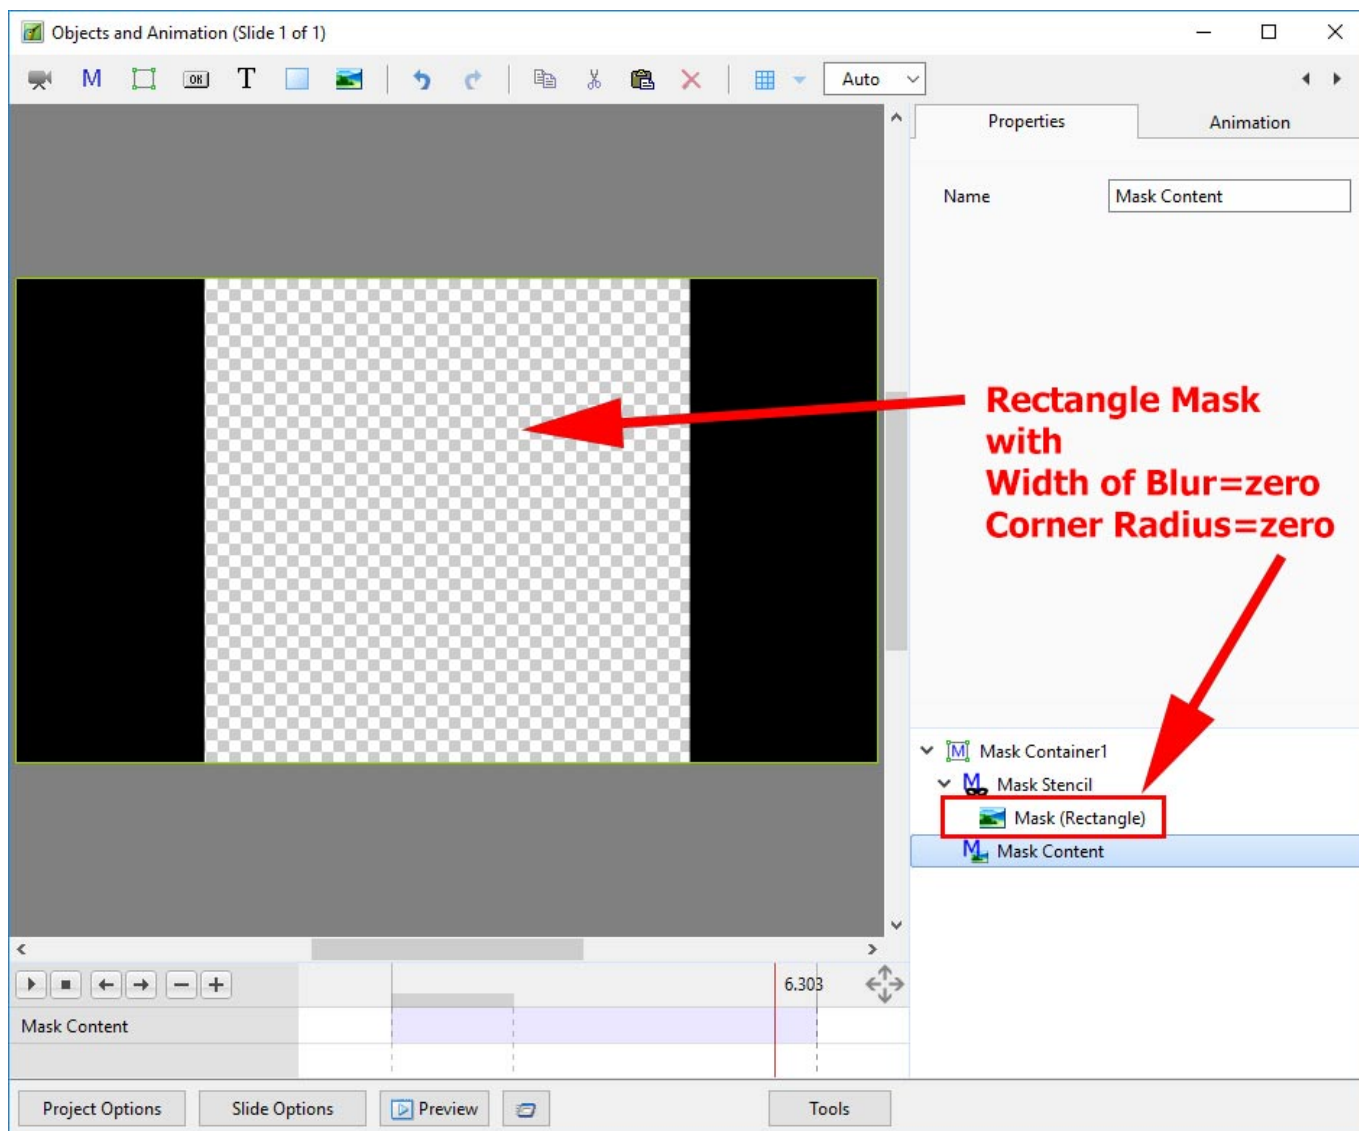 Objects and Animation (Slide 1 of 1)
M OK T Auto
Properties Animation
Name Mask Content
Rectangle Mask
with
Width of Blur=zero
Corner Radius=zero
[M] Mask Container1
M Mask Stencil
Mask (Rectangle)
M Mask Content
6.303
Mask Content
Project Options Slide Options Preview Tools